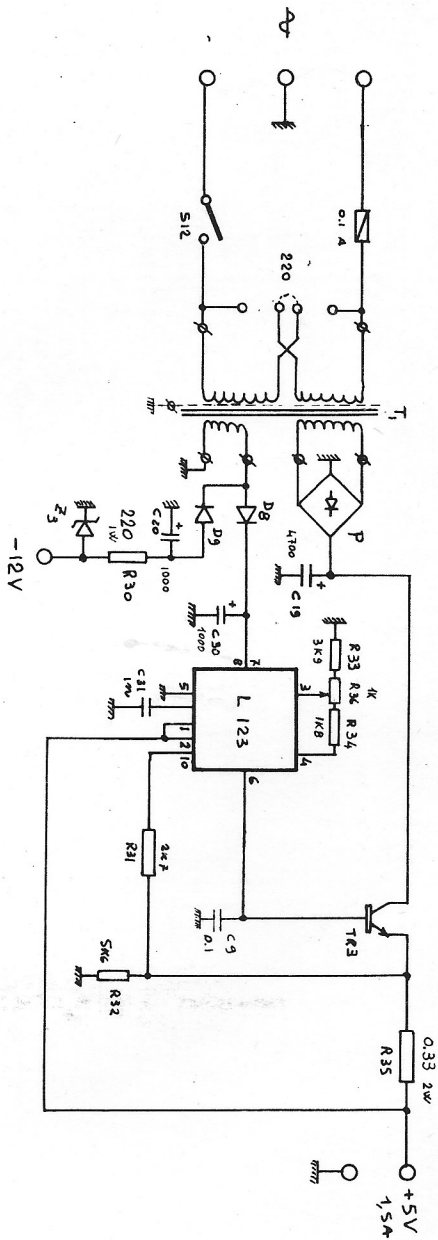 0.1 A
220
S12
T1
P
4700
C19
D8
D9
1000
C20
R30
220
1W
Z3
-12V
C30
1000
R33
3K9
R36
1K
R34
1K8
L 123
3
4
7
8
6
5
1
2
10
C31
1n
R31
2K7
C9
0.1
TR3
5K6
R32
0.33
2W
R35
+5V
1,5A